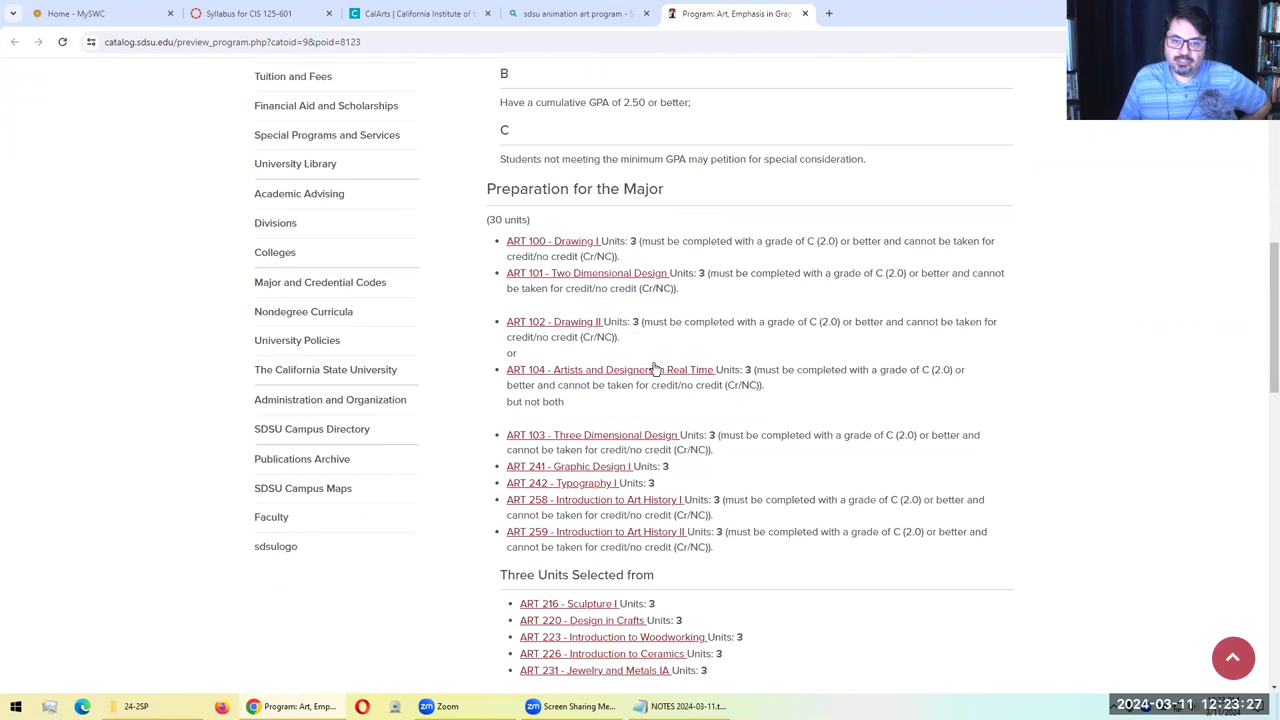 Home - MySWC
Syllabus for CIS 125-601
CalArts | California Institute of t
sdsu animation art program - S
Program: Art, Emphasis in Grap
catalog.sdsu.edu/preview_program.php?catoid=9&poid=8123
Tuition and Fees
Financial Aid and Scholarships
Special Programs and Services
University Library
Academic Advising
Divisions
Colleges
Major and Credential Codes
Nondegree Curricula
University Policies
The California State University
Administration and Organization
SDSU Campus Directory
Publications Archive
SDSU Campus Maps
Faculty
sdsulogo
B
Have a cumulative GPA of 2.50 or better;
C
Students not meeting the minimum GPA may petition for special consideration.
Preparation for the Major
(30 units)
• ART 100 - Drawing I Units: 3 (must be completed with a grade of C (2.0) or better and cannot be taken for
credit/no credit (Cr/NC)).
• ART 101 - Two Dimensional Design Units: 3 (must be completed with a grade of C (2.0) or better and cannot
be taken for credit/no credit (Cr/NC)).
• ART 102 - Drawing II Units: 3 (must be completed with a grade of C (2.0) or better and cannot be taken for
credit/no credit (Cr/NC)).
or
• ART 104 - Artists and Designers in Real Time Units: 3 (must be completed with a grade of C (2.0) or
better and cannot be taken for credit/no credit (Cr/NC)).
but not both
• ART 103 - Three Dimensional Design Units: 3 (must be completed with a grade of C (2.0) or better and
cannot be taken for credit/no credit (Cr/NC)).
• ART 241 - Graphic Design I Units: 3
• ART 242 - Typography I Units: 3
• ART 258 - Introduction to Art History I Units: 3 (must be completed with a grade of C (2.0) or better and
cannot be taken for credit/no credit (Cr/NC)).
• ART 259 - Introduction to Art History II Units: 3 (must be completed with a grade of C (2.0) or better and
cannot be taken for credit/no credit (Cr/NC)).
Three Units Selected from
• ART 216 - Sculpture I Units: 3
• ART 220 - Design in Crafts Units: 3
• ART 223 - Introduction to Woodworking Units: 3
• ART 226 - Introduction to Ceramics Units: 3
• ART 231 - Jewelry and Metals IA Units: 3
24-2SP
Program: Art, Emp...
Zoom
Screen Sharing Me...
NOTES 2024-03-11.t...
2024-03-11 12:23:27